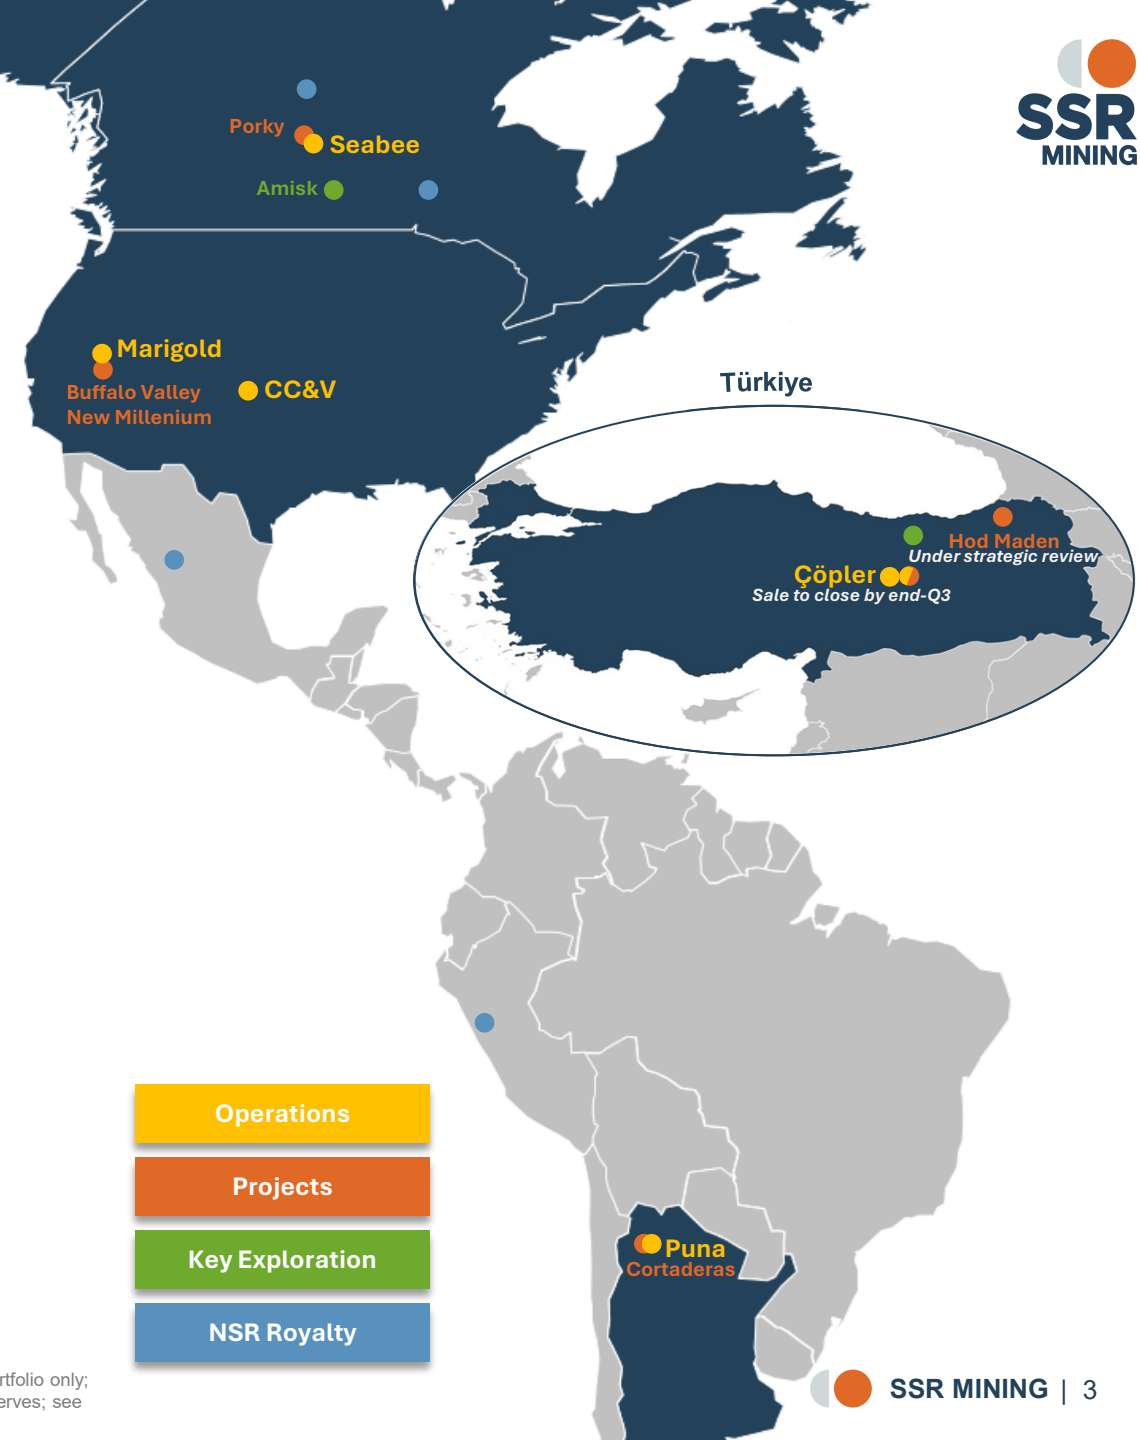 SSR
MINING
Porky
Seabee
Amisk
Marigold
Buffalo Valley
New Millenium
CC&V
Türkiye
Hod Maden
Under strategic review
Çöpler
Sale to close by end-Q3
Operations
Projects
Key Exploration
NSR Royalty
Puna
Cortaderas
rtfolio only;
erves; see
SSR MINING | 3